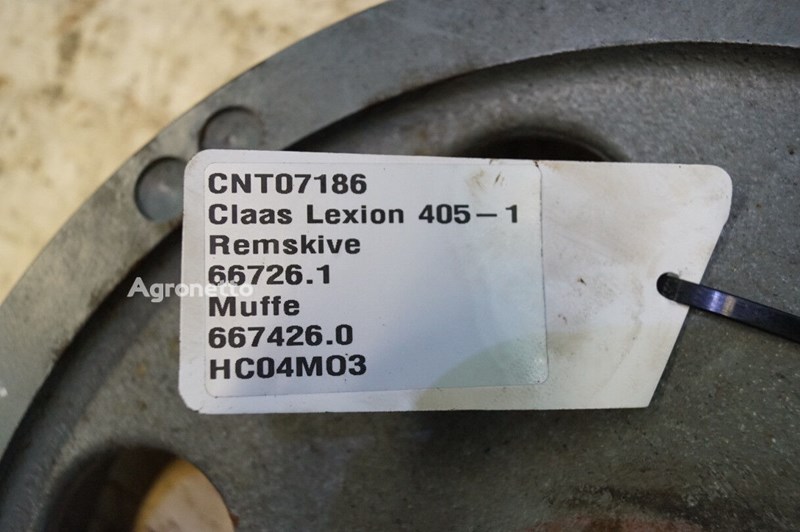 CNT07186
Claas Lexion 405-1
Remskive
66726.1
Agronetto
Muffe
667426.0
HC04M03